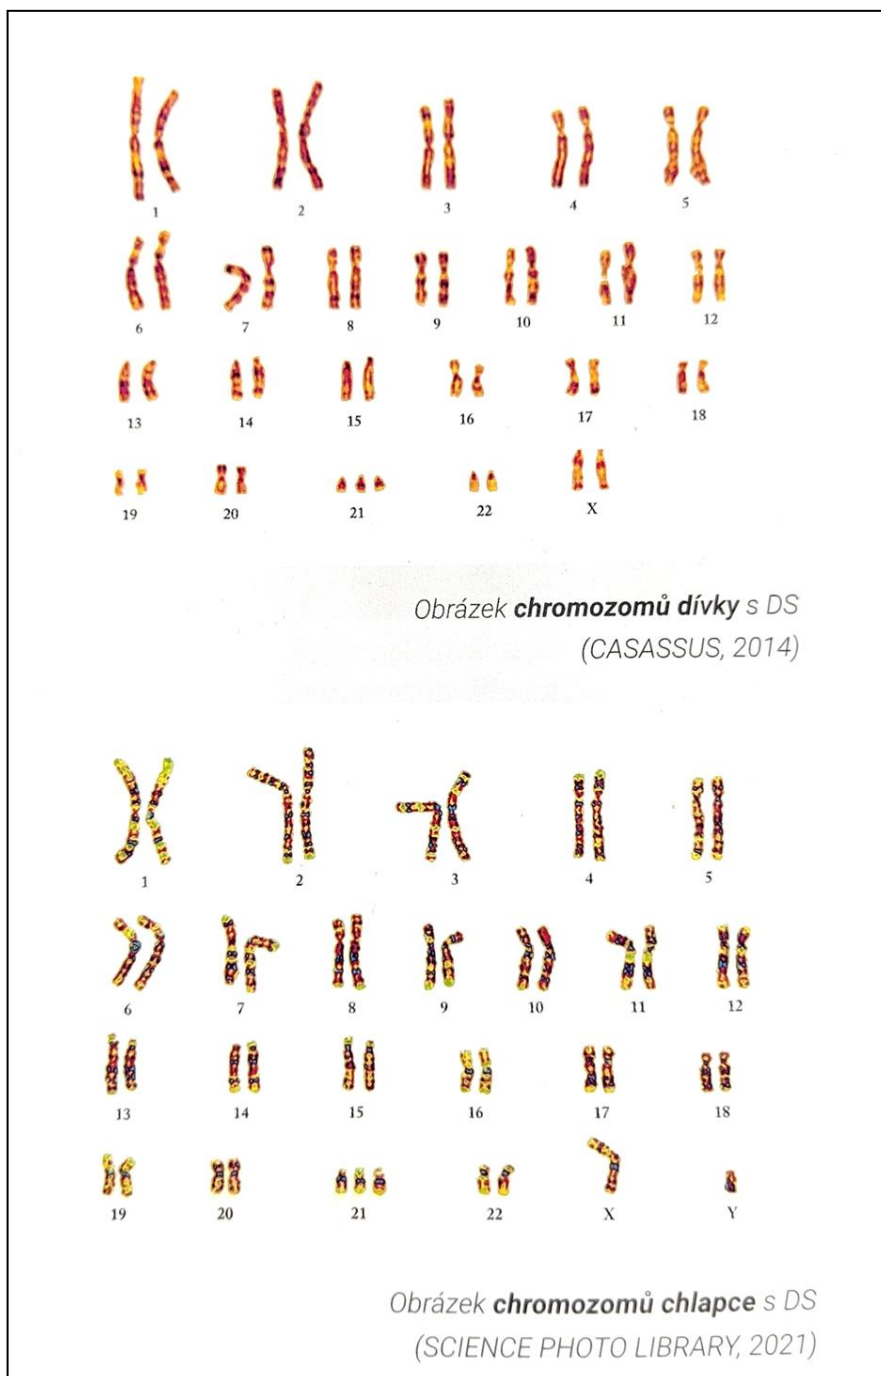 1 2 3 4 5
6 7 8 9 10 11 12
13 14 15 16 17 18
19 20 21 22 X
Obrázek chromozomů dívky s DS
(CASASSUS, 2014)
1 2 3 4 5
6 7 8 9 10 11 12
13 14 15 16 17 18
19 20 21 22 X Y
Obrázek chromozomů chlapce s DS
(SCIENCE PHOTO LIBRARY, 2021)